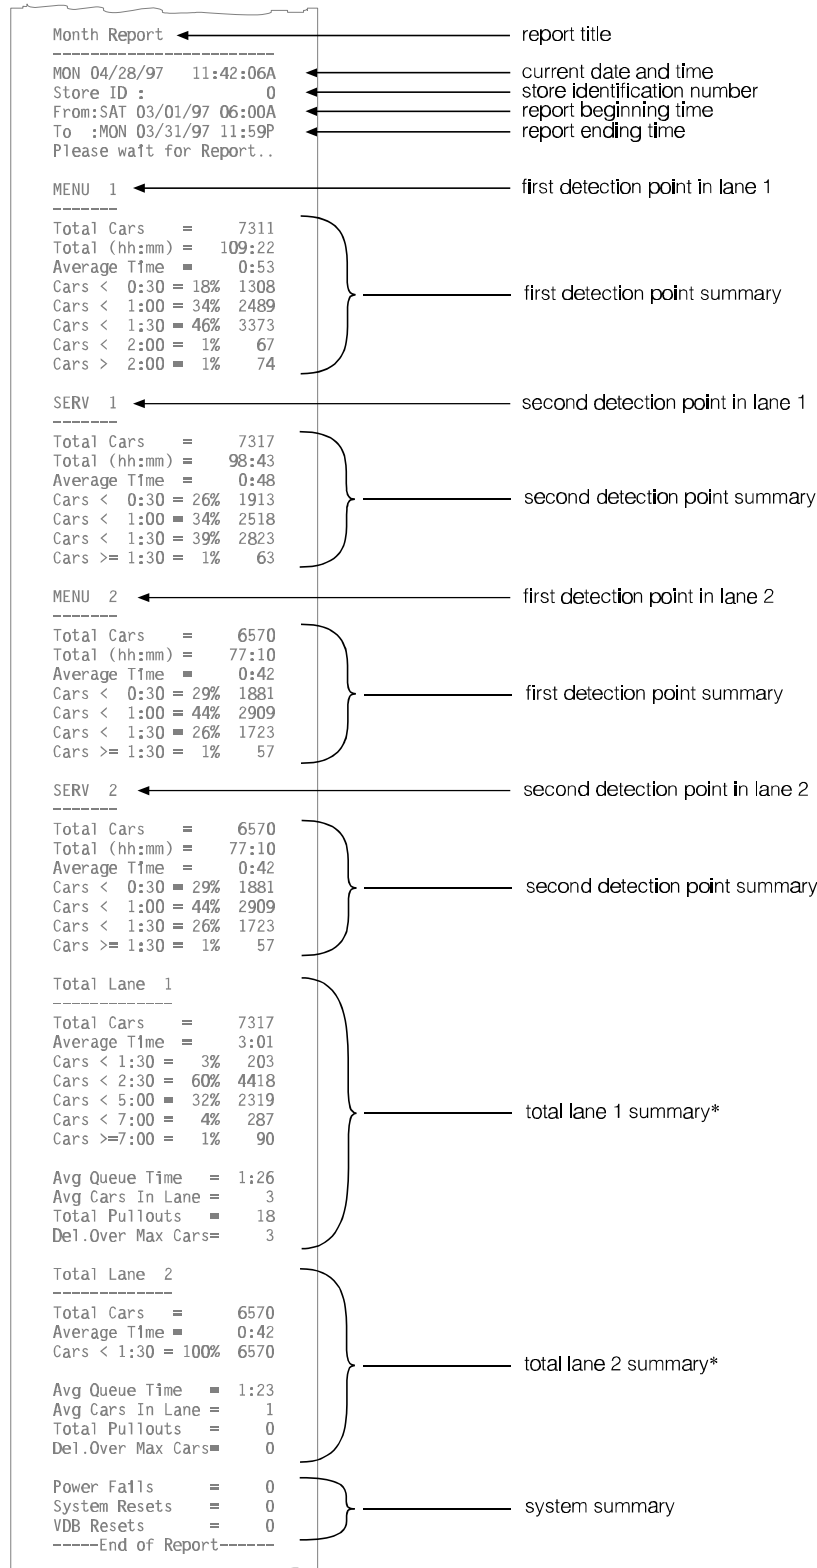 Month Report report title
--------------------------
MON 04/28/97 11:42:06A current date and time
Store ID : 0 store identification number
From:SAT 03/01/97 06:00A report beginning time
To :MON 03/31/97 11:59P report ending time
Please wait for Report..
MENU 1 first detection point in lane 1
-------
Total Cars = 7311
Total (hh:mm) = 109:22
Average Time = 0:53
Cars < 0:30 = 18% 1308
first detection point summary
Cars < 1:00 = 34% 2489
Cars < 1:30 = 46% 3373
Cars < 2:00 = 1% 67
Cars > 2:00 = 1% 74
SERV 1 second detection point in lane 1
-------
Total Cars = 7317
Total (hh:mm) = 98:43
Average Time = 0:48
Cars < 0:30 = 26% 1913 second detection point summary
Cars < 1:00 = 34% 2518
Cars < 1:30 = 39% 2823
Cars >= 1:30 = 1% 63
MENU 2 first detection point in lane 2
-------
Total Cars = 6570
Total (hh:mm) = 77:10
Average Time = 0:42
Cars < 0:30 = 29% 1881 first detection point summary
Cars < 1:00 = 44% 2909
Cars < 1:30 = 26% 1723
Cars >= 1:30 = 1% 57
SERV 2 second detection point in lane 2
-------
Total Cars = 6570
Total (hh:mm) = 77:10
Average Time = 0:42
Cars < 0:30 = 29% 1881 second detection point summary
Cars < 1:00 = 44% 2909
Cars < 1:30 = 26% 1723
Cars >= 1:30 = 1% 57
Total Lane 1
-------------
Total Cars = 7317
Average Time = 3:01
Cars < 1:30 = 3% 203
Cars < 2:30 = 60% 4418
Cars < 5:00 = 32% 2319
Cars < 7:00 = 4% 287 total lane 1 summary*
Cars >=7:00 = 1% 90
Avg Queue Time = 1:26
Avg Cars In Lane = 3
Total Pullouts = 18
Del.Over Max Cars= 3
Total Lane 2
-------------
Total Cars = 6570
Average Time = 0:42
Cars < 1:30 = 100% 6570
total lane 2 summary*
Avg Queue Time = 1:23
Avg Cars In Lane = 1
Total Pullouts = 0
Del.Over Max Cars= 0
Power Fails = 0
System Resets = 0 system summary
VDB Resets = 0
-----End of Report------